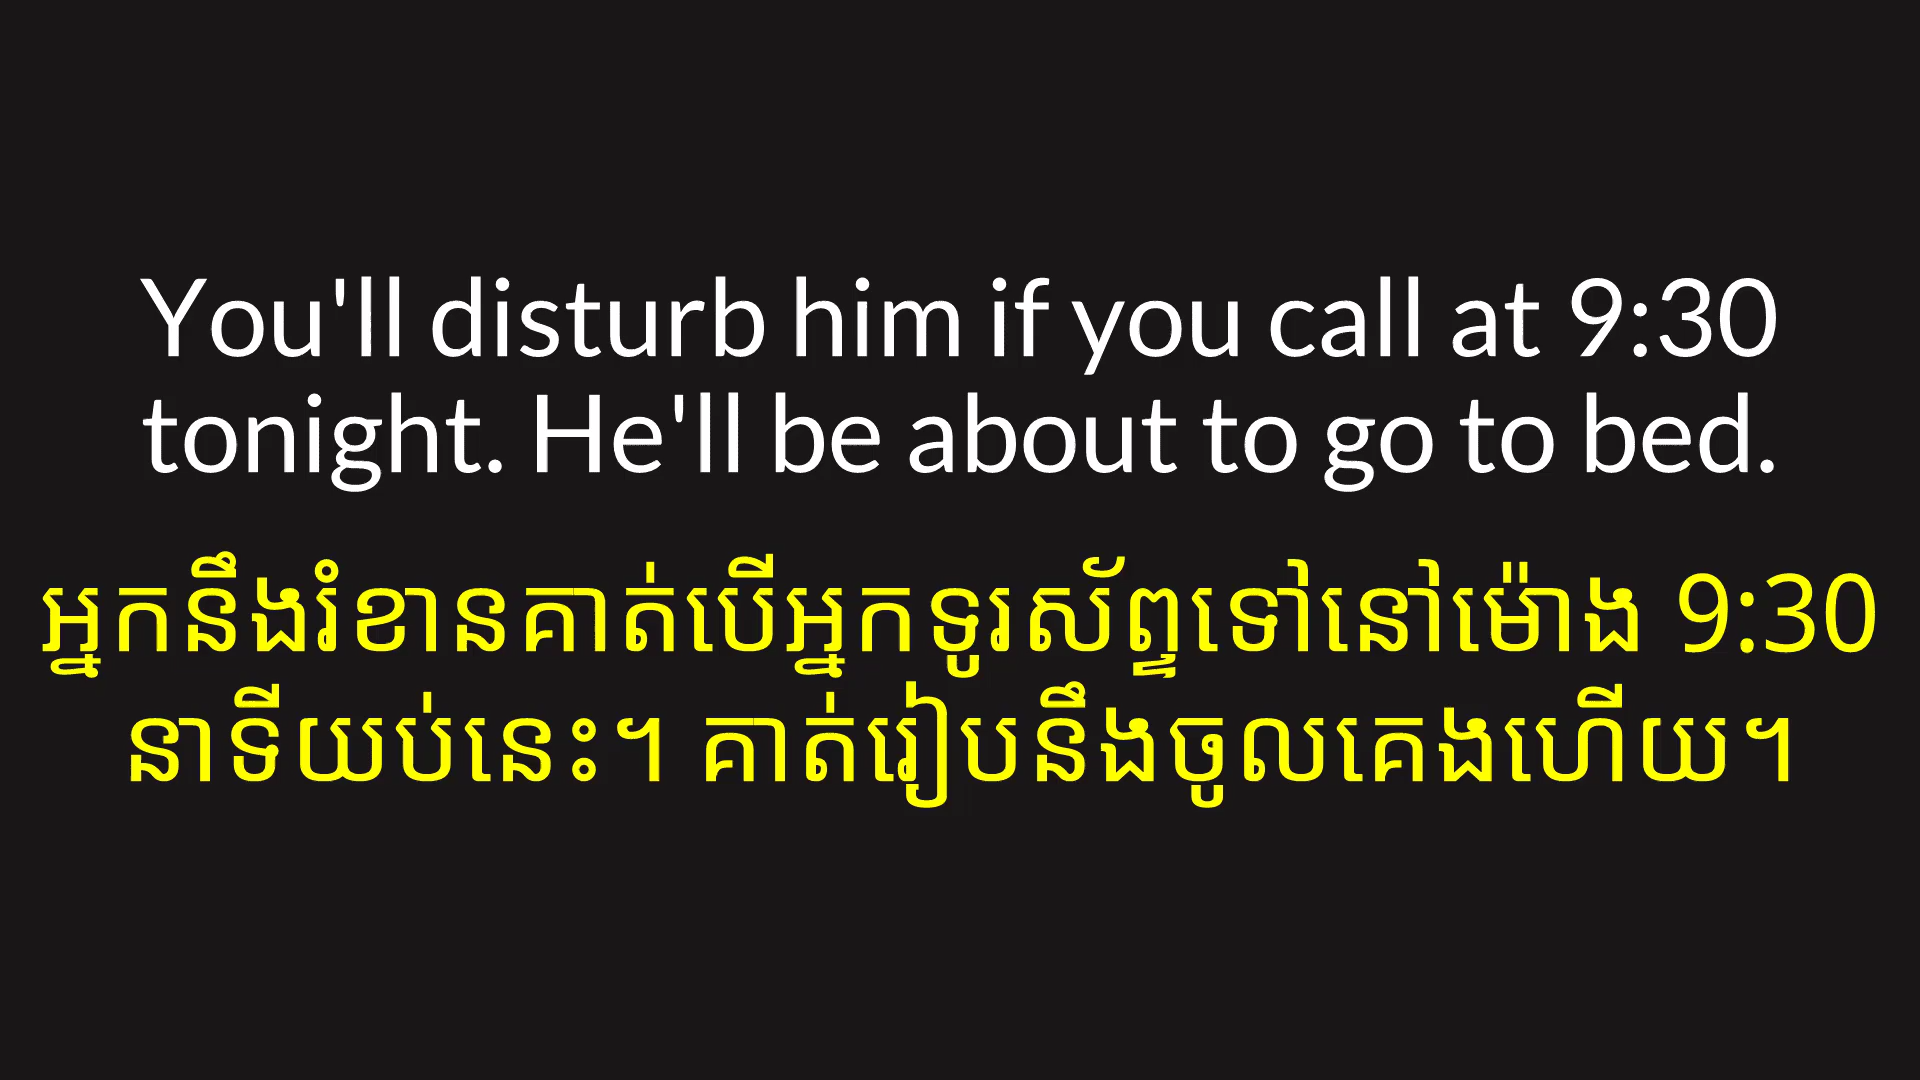 You'll disturb him if you call at 9:30
tonight. He'll be about to go to bed.
អ្នកនឹងរំខានគាត់បើអ្នកទូរស័ព្ទទៅនៅម៉ោង 9:30
នាទីយប់នេះ។ គាត់រៀបនឹងចូលគេងហើយ។